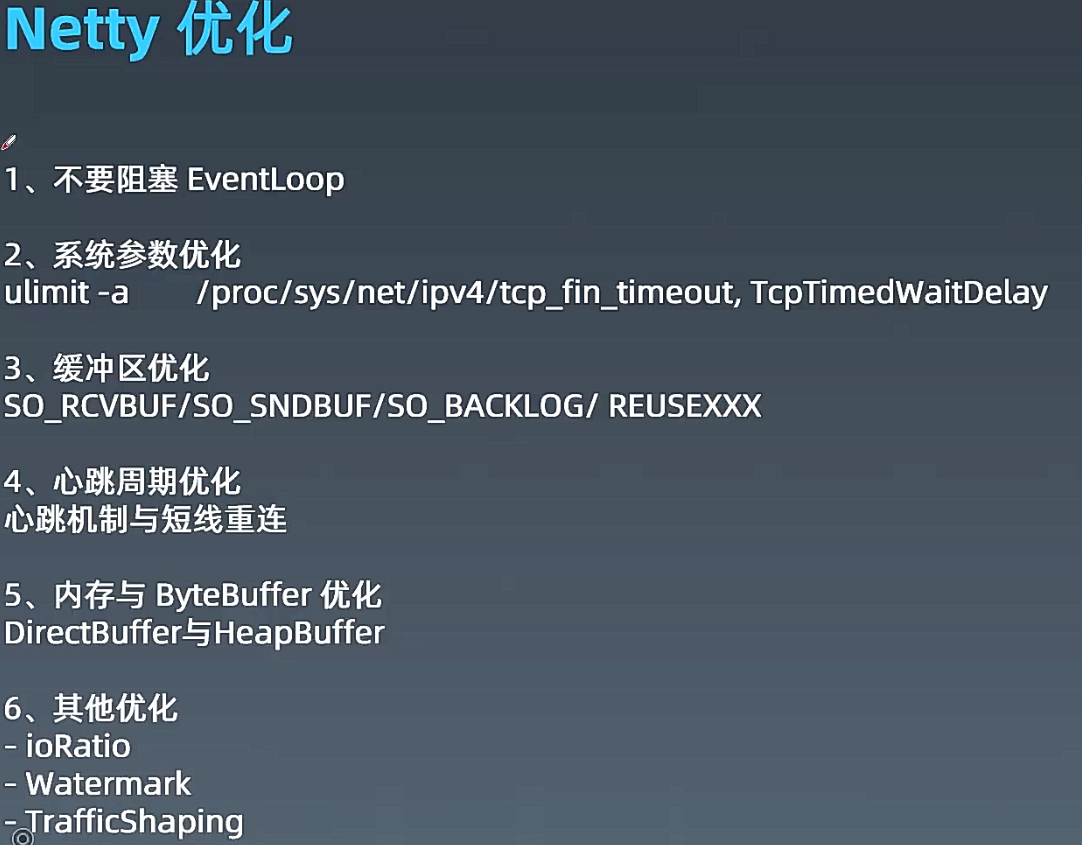 Netty 优化
1、不要阻塞 EventLoop
2、系统参数优化
ulimit -a /proc/sys/net/ipv4/tcp_fin_timeout, TcpTimedWaitDelay
3、缓冲区优化
SO_RCVBUF/SO_SNDBUF/SO_BACKLOG/ REUSEXXX
4、心跳周期优化
心跳机制与短线重连
5、内存与 ByteBuffer 优化
DirectBuffer与HeapBuffer
6、其他优化
- ioRatio
- Watermark
- TrafficShaping